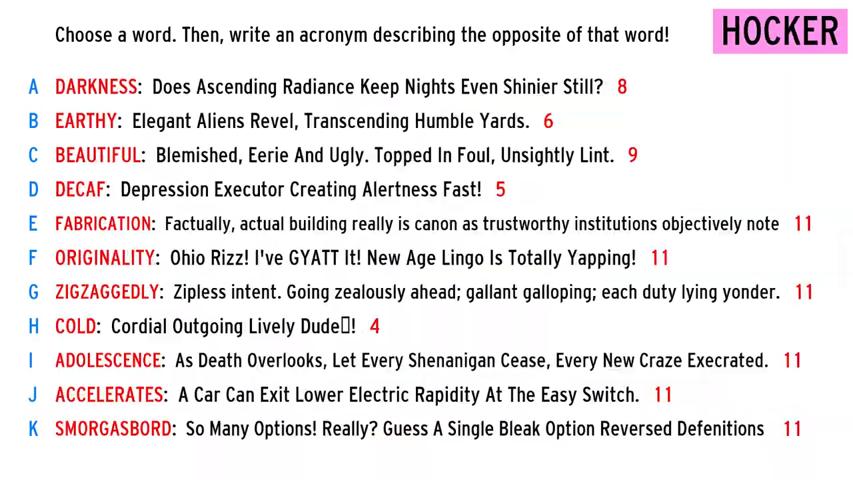 Choose a word. Then, write an acronym describing the opposite of that word!
HOCKER
A DARKNESS: Does Ascending Radiance Keep Nights Even Shinier Still? 8
B EARTHY: Elegant Aliens Revel, Transcending Humble Yards. 6
C BEAUTIFUL: Blemished, Eerie And Ugly. Topped In Foul, Unsightly Lint. 9
D DECAF: Depression Executor Creating Alertness Fast! 5
E FABRICATION: Factually, actual building really is canon as trustworthy institutions objectively note 11
F ORIGINALITY: Ohio Rizz! I've GYATT It! New Age Lingo Is Totally Yapping! 11
G ZIGZAGGEDLY: Zipless intent. Going zealously ahead; gallant galloping; each duty lying yonder. 11
H COLD: Cordial Outgoing Lively Dude▯! 4
I ADOLESCENCE: As Death Overlooks, Let Every Shenanigan Cease, Every New Craze Execrated. 11
J ACCELERATES: A Car Can Exit Lower Electric Rapidity At The Easy Switch. 11
K SMORGASBORD: So Many Options! Really? Guess A Single Bleak Option Reversed Defenitions 11